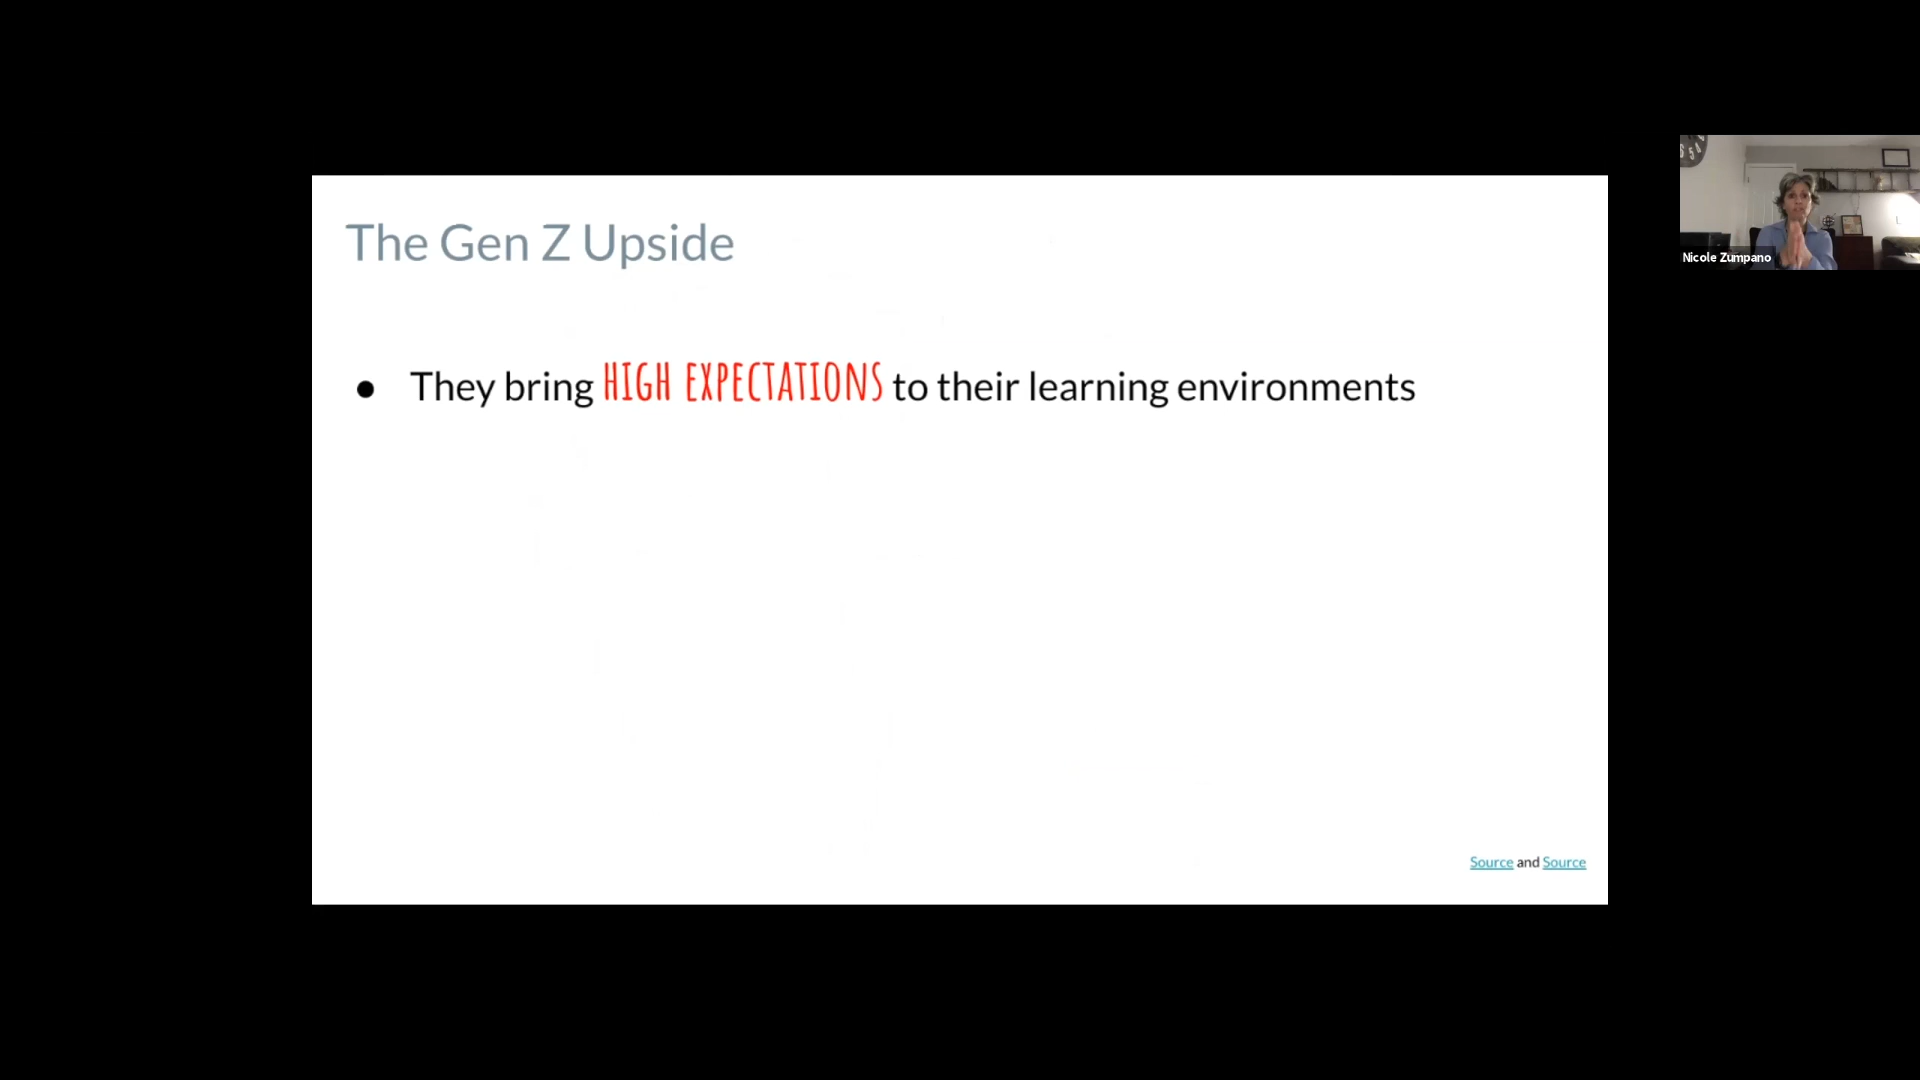 The Gen Z Upside
● They bring HIGH EXPECTATIONS to their learning environments
Source and Source
Nicole Zumpano